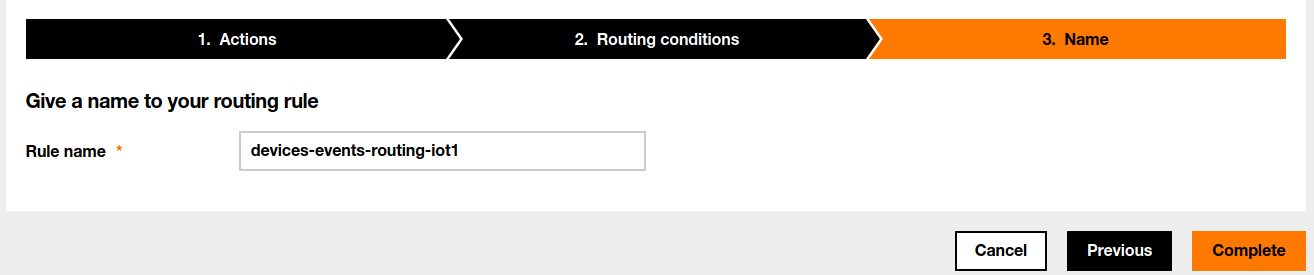 1. Actions
2. Routing conditions
3. Name
Give a name to your routing rule
Rule name *
devices-events-routing-iot1
Cancel
Previous
Complete